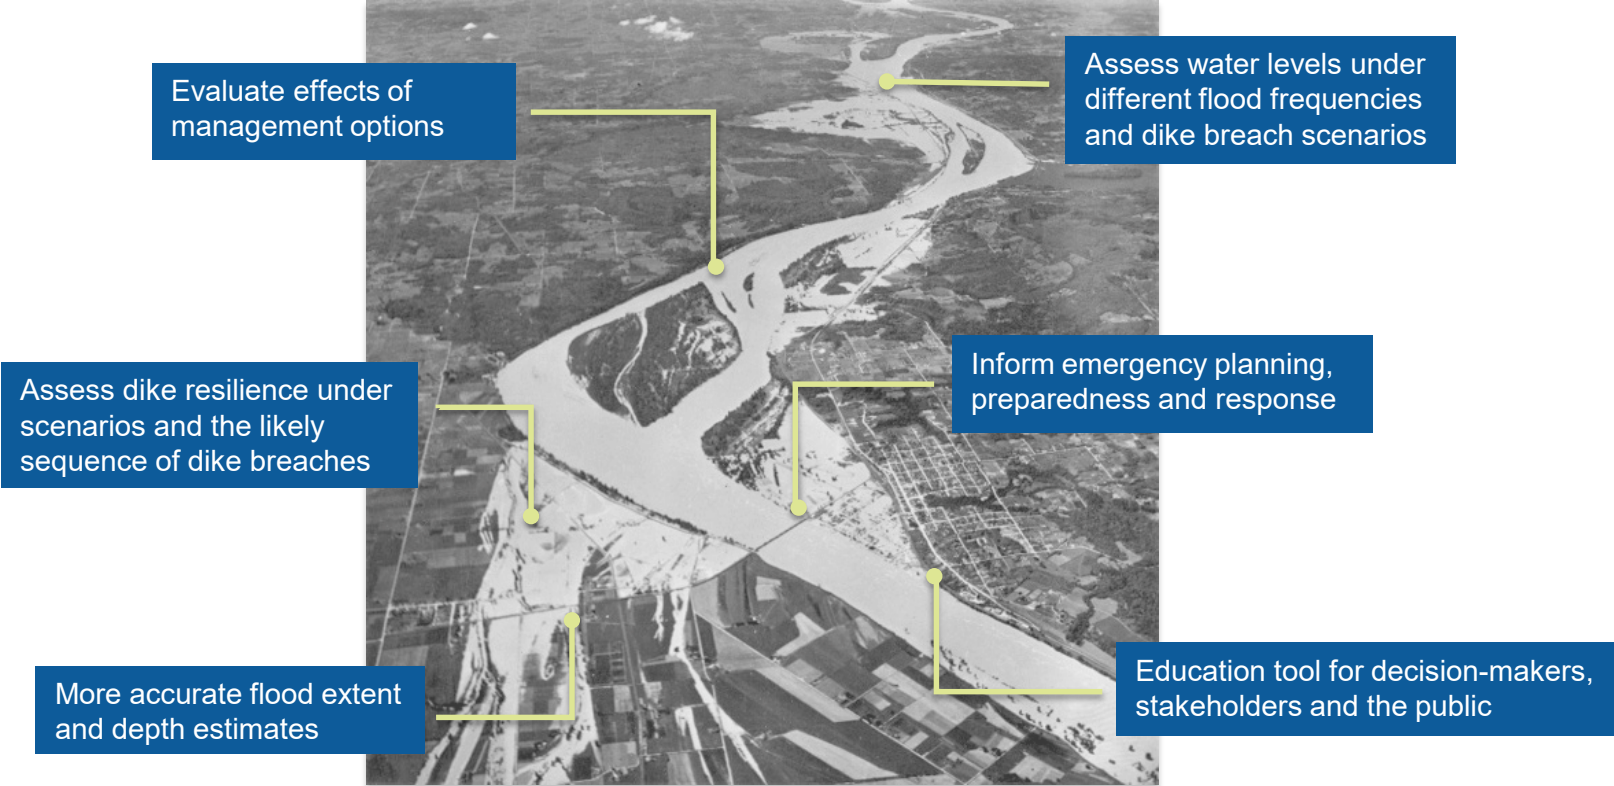 Evaluate effects of
management options
Assess water levels under
different flood frequencies
and dike breach scenarios
Assess dike resilience under
scenarios and the likely
sequence of dike breaches
Inform emergency planning,
preparedness and response
More accurate flood extent
and depth estimates
Education tool for decision-makers,
stakeholders and the public